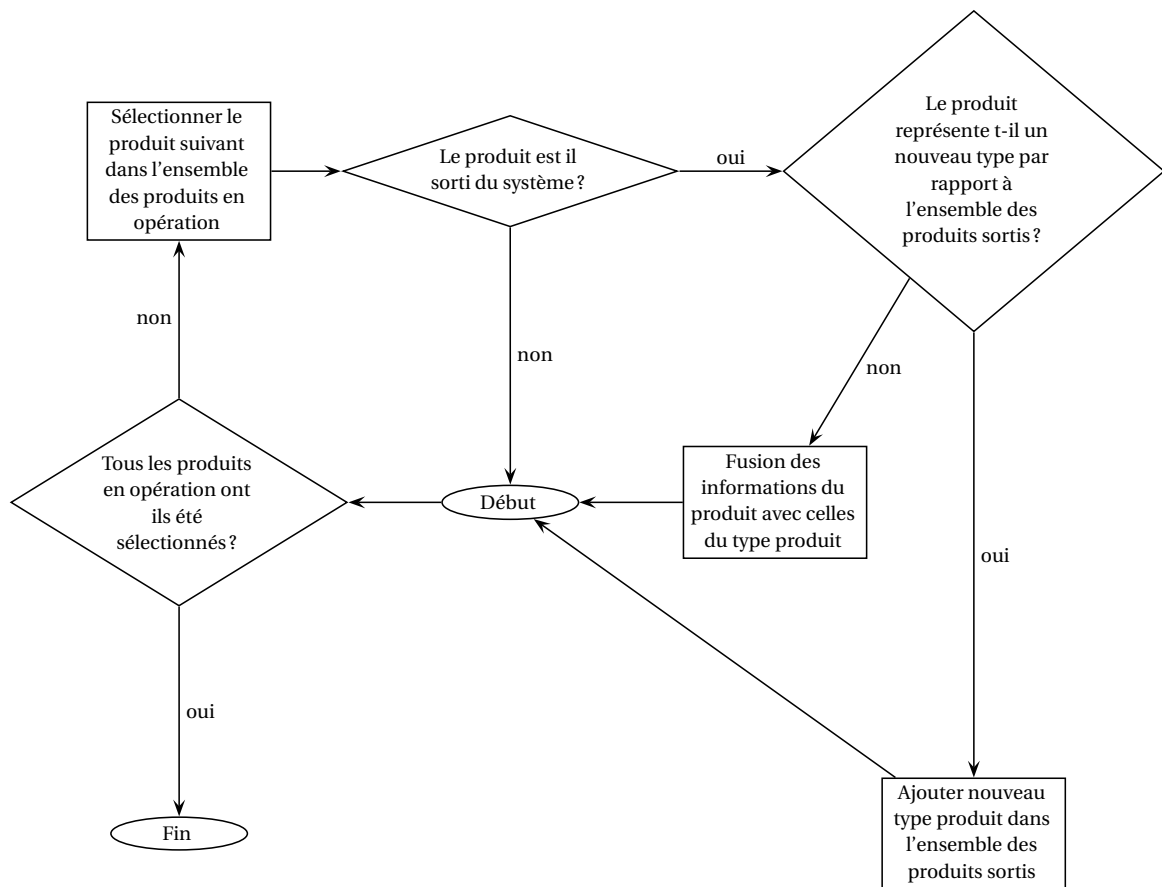 Sélectionner le
produit suivant
dans l'ensemble
des produits en
opération
Le produit est il
sorti du système ?
oui
Le produit
représente t-il un
nouveau type par
rapport à
l'ensemble des
produits sortis ?
non
non
non
Tous les produits
en opération ont
ils été
sélectionnés ?
Début
Fusion des
informations du
produit avec celles
du type produit
oui
oui
Fin
Ajouter nouveau
type produit dans
l'ensemble des
produits sortis